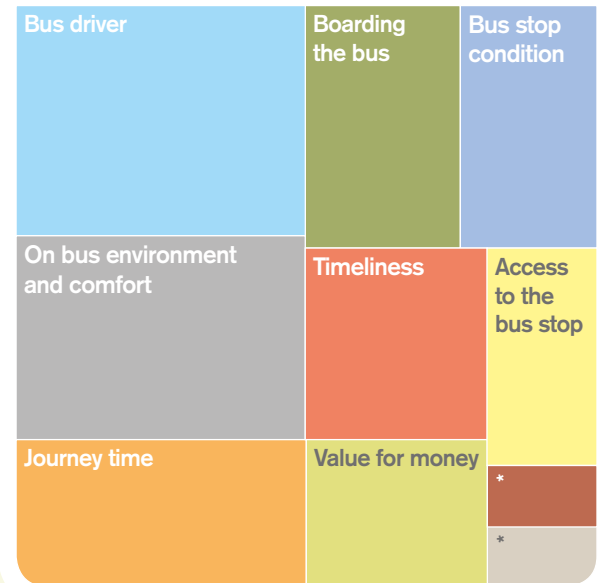 Bus driver
Boarding
the bus
Bus stop
condition
On bus environment
and comfort
Timeliness
Access
to the
bus stop
Journey time
Value for money
*
*